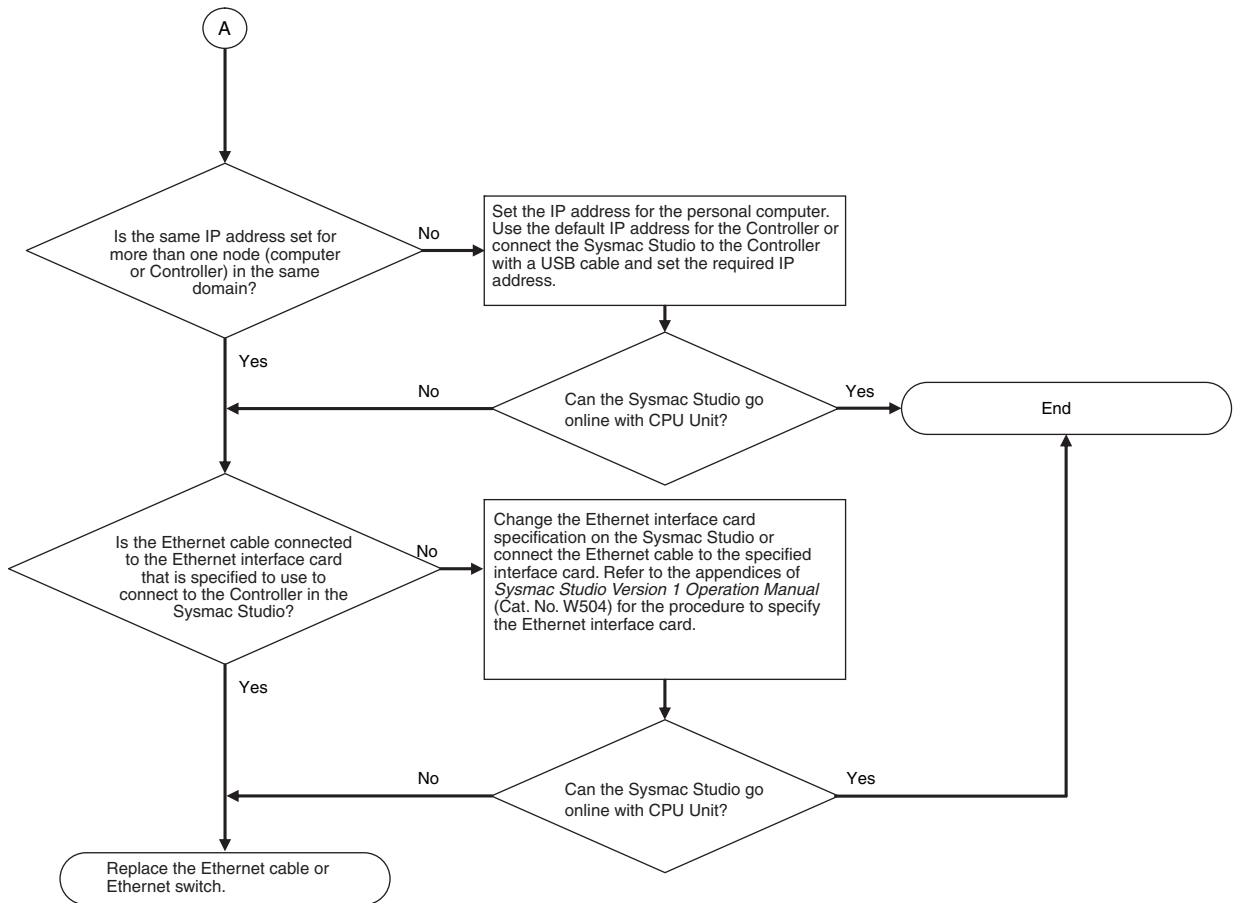 A
Is the same IP address set for
more than one node (computer
or Controller) in the same
domain?
No
Set the IP address for the personal computer.
Use the default IP address for the Controller or
connect the Sysmac Studio to the Controller
with a USB cable and set the required IP
address.
Yes
No
Can the Sysmac Studio go
online with CPU Unit?
Yes
End
Is the Ethernet cable connected
to the Ethernet interface card
that is specified to use to
connect to the Controller in the
Sysmac Studio?
No
Change the Ethernet interface card
specification on the Sysmac Studio or
connect the Ethernet cable to the specified
interface card. Refer to the appendices of
Sysmac Studio Version 1 Operation Manual
(Cat. No. W504) for the procedure to specify
the Ethernet interface card.
Yes
No
Can the Sysmac Studio go
online with CPU Unit?
Yes
Replace the Ethernet cable or
Ethernet switch.